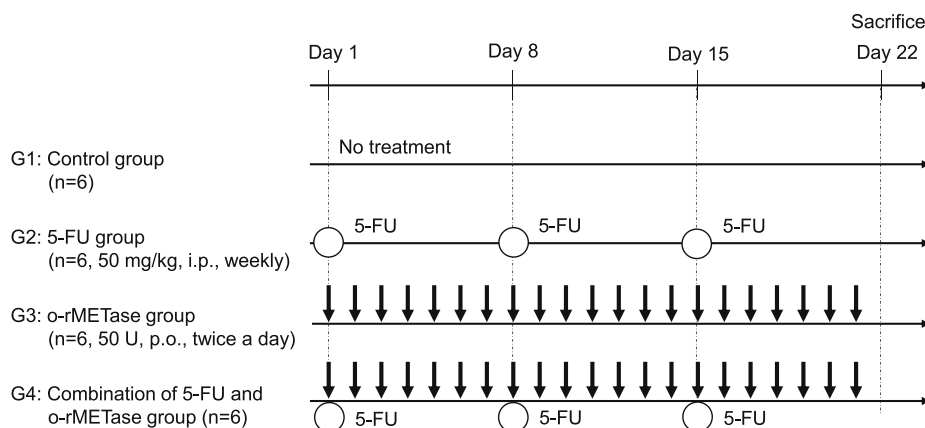 Sacrifice
Day 1 Day 8 Day 15 Day 22
No treatment
G1: Control group
(n=6)
5-FU 5-FU 5-FU
G2: 5-FU group
(n=6, 50 mg/kg, i.p., weekly)
G3: o-rMETase group
(n=6, 50 U, p.o., twice a day)
G4: Combination of 5-FU and
o-rMETase group (n=6)
5-FU 5-FU 5-FU